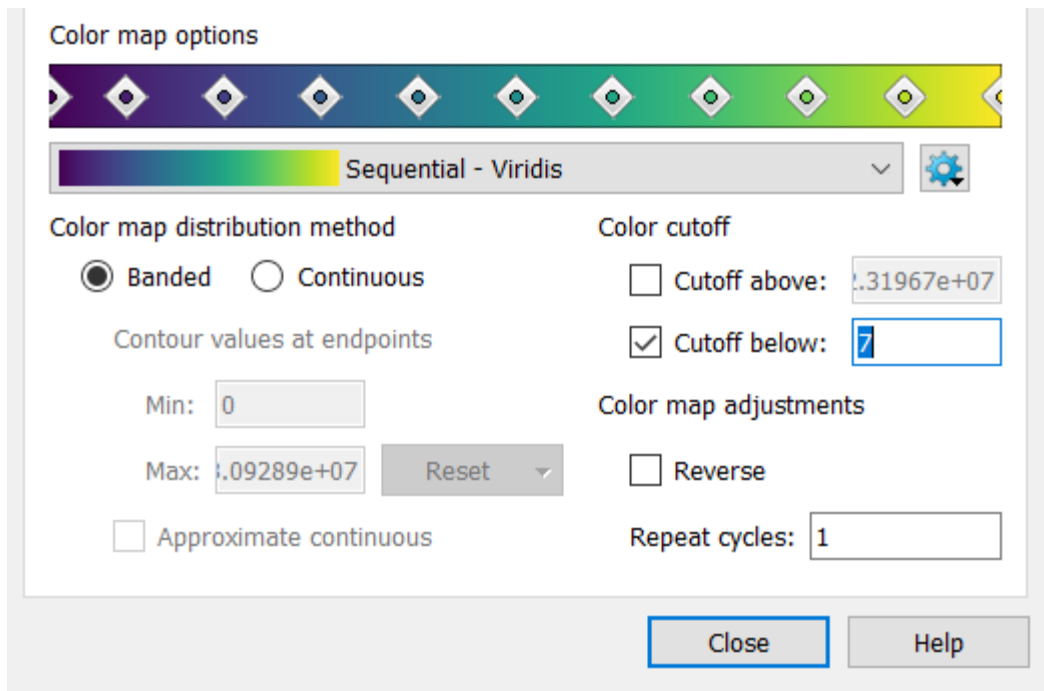 Color map options
Sequential - Viridis
Color map distribution method
Banded
Continuous
Contour values at endpoints
Min: 0
Max: .09289e+07
Reset
Approximate continuous
Color cutoff
Cutoff above: .31967e+07
Cutoff below: 7
Color map adjustments
Reverse
Repeat cycles: 1
Close
Help